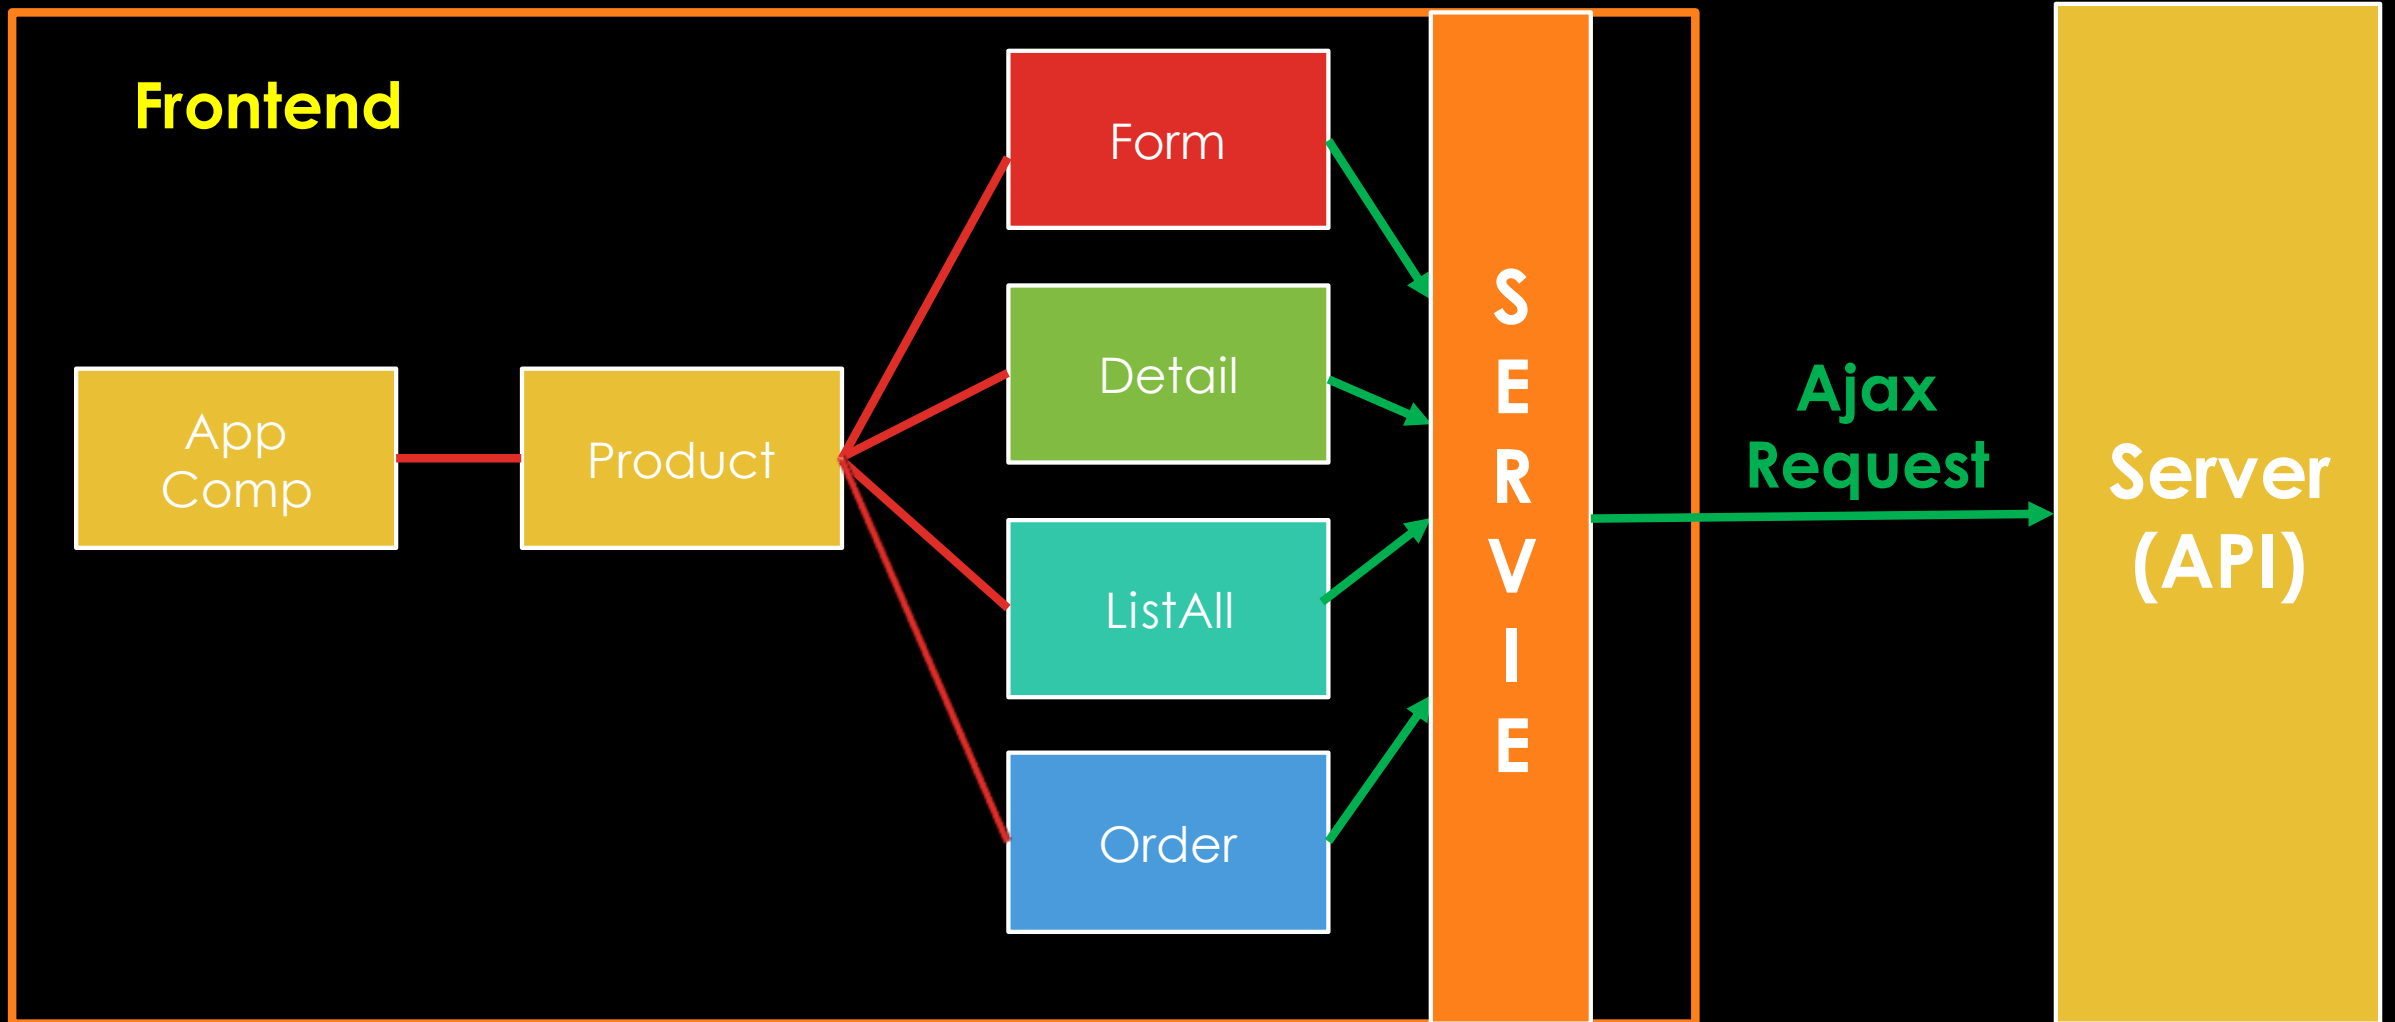 Frontend
App
Comp
Product
Form
Detail
ListAll
Order
S
E
R
V
I
E
Ajax
Request
Server
(API)